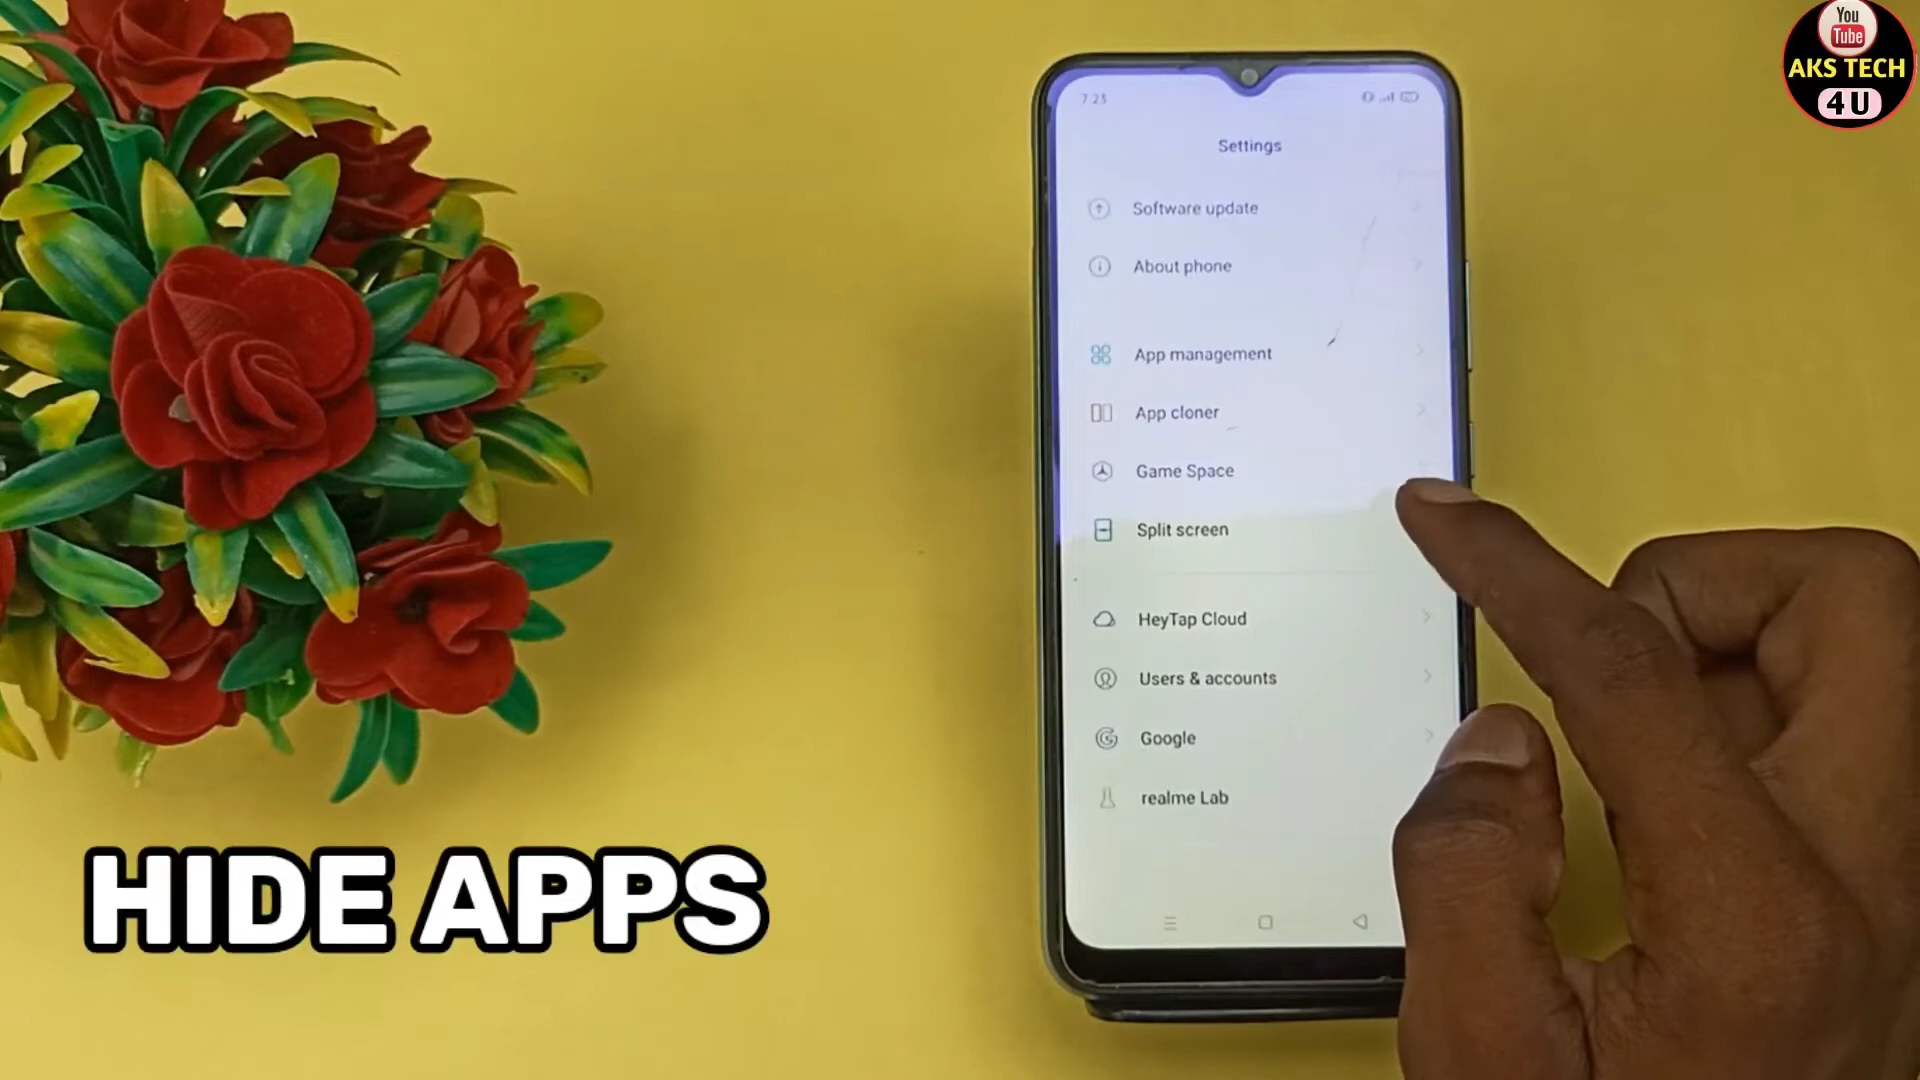 You
Tube
AKS TECH
4 U
7:23
Settings
Software update
About phone
App management
App cloner
Game Space
Split screen
HeyTap Cloud
Users & accounts
Google
realme Lab
HIDE APPS